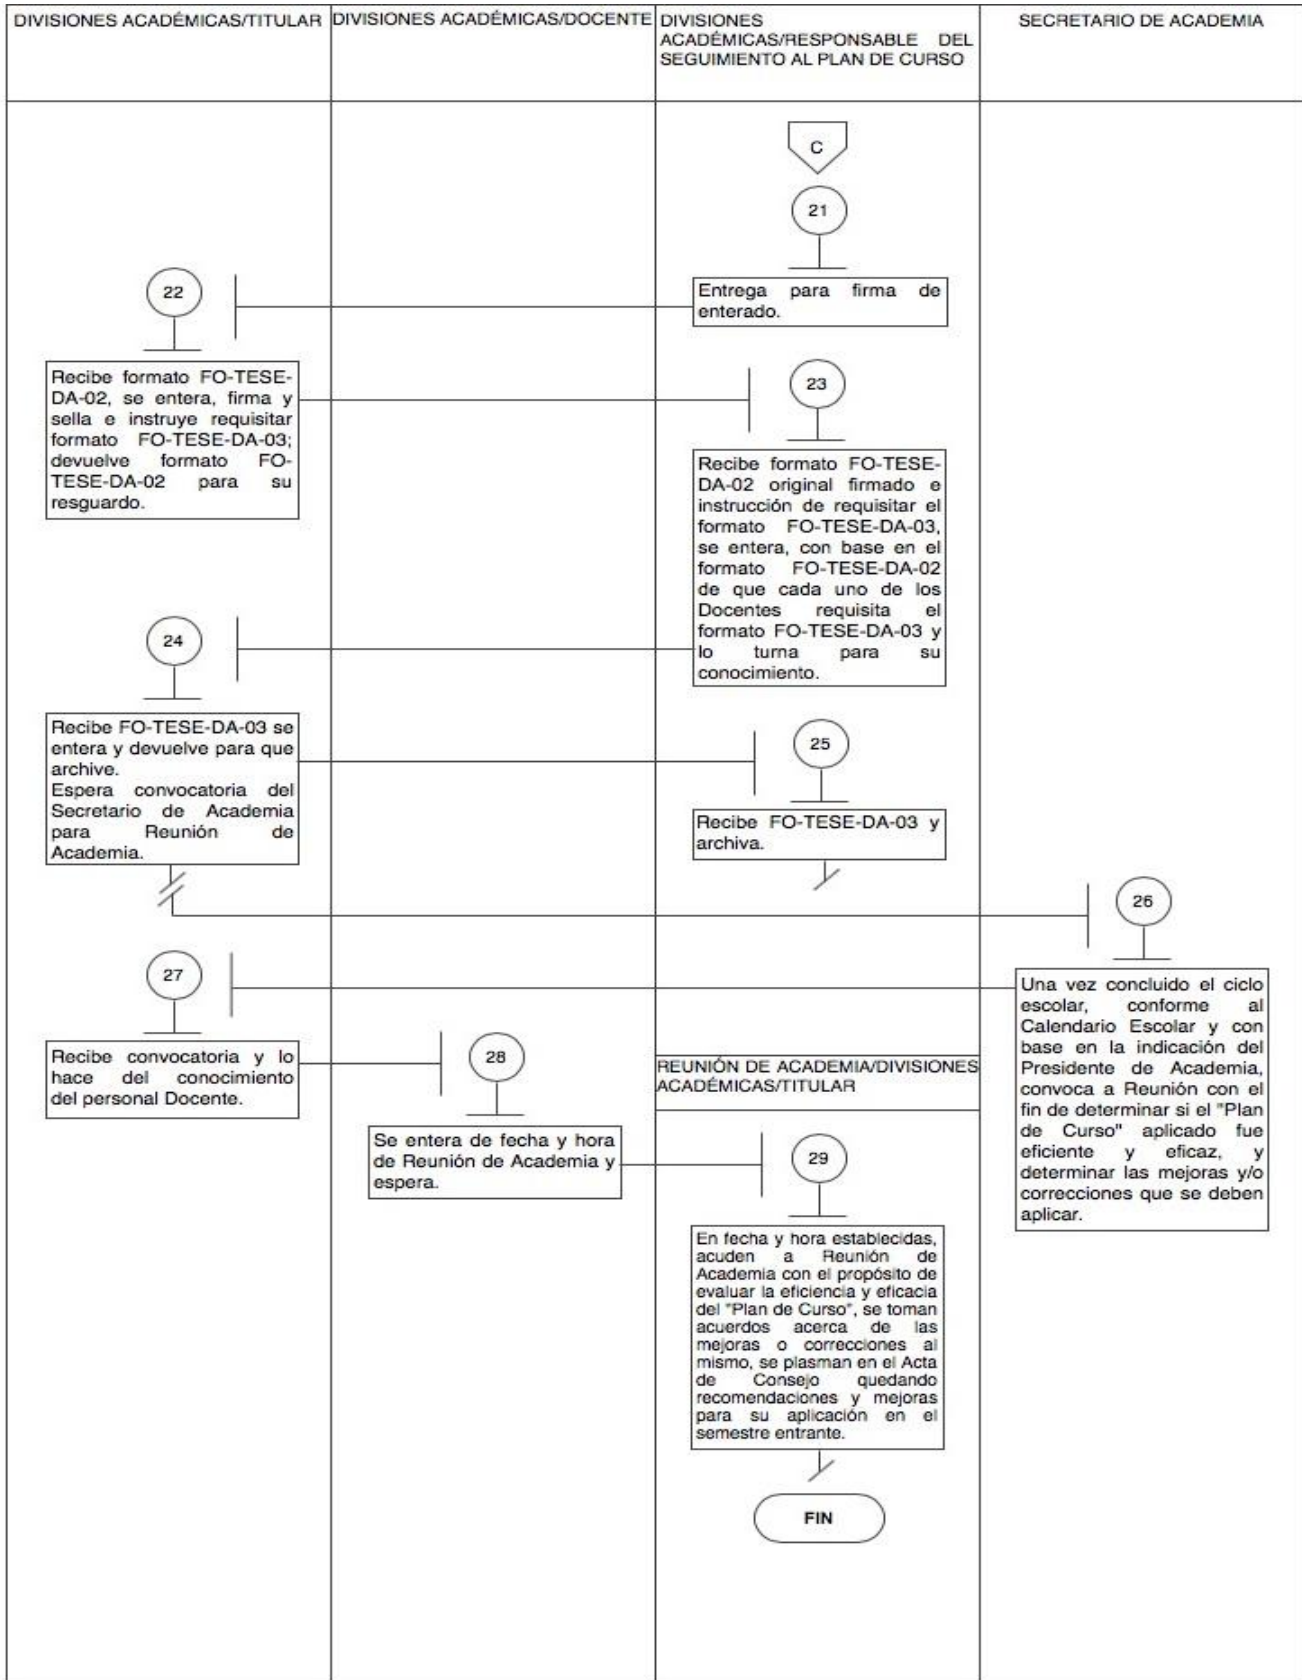 DIVISIONES ACADÉMICAS/TITULAR
DIVISIONES ACADÉMICAS/DOCENTE
DIVISIONES
ACADÉMICAS/RESPONSABLE DEL
SEGUIMIENTO AL PLAN DE CURSO
SECRETARIO DE ACADEMIA
C
21
Entrega para firma de
enterado.
22
Recibe formato FO-TESE-
DA-02, se entera, firma y
sella e instruye requisitar
formato FO-TESE-DA-03;
devuelve formato FO-
TESE-DA-02 para su
resguardo.
23
Recibe formato FO-TESE-
DA-02 original firmado e
instrucción de requisitar el
formato FO-TESE-DA-03,
se entera, con base en el
formato FO-TESE-DA-02
de que cada uno de los
Docentes requisita el
formato FO-TESE-DA-03 y
lo turna para su
conocimiento.
24
Recibe FO-TESE-DA-03 se
entera y devuelve para que
archive.
Espera convocatoria del
Secretario de Academia
para Reunión de
Academia.
25
Recibe FO-TESE-DA-03 y
archiva.
26
Una vez concluido el ciclo
escolar, conforme al
Calendario Escolar y con
base en la indicación del
Presidente de Academia,
convoca a Reunión con el
fin de determinar si el "Plan
de Curso" aplicado fue
eficiente y eficaz, y
determinar las mejoras y/o
correcciones que se deben
aplicar.
27
Recibe convocatoria y lo
hace del conocimiento
del personal Docente.
28
Se entera de fecha y hora
de Reunión de Academia y
espera.
REUNIÓN DE ACADEMIA/DIVISIONES
ACADÉMICAS/TITULAR
29
En fecha y hora establecidas,
acuden a Reunión de
Academia con el propósito de
evaluar la eficiencia y eficacia
del "Plan de Curso", se toman
acuerdos acerca de las
mejoras o correcciones al
mismo, se plasman en el Acta
de Consejo quedando
recomendaciones y mejoras
para su aplicación en el
semestre entrante.
FIN